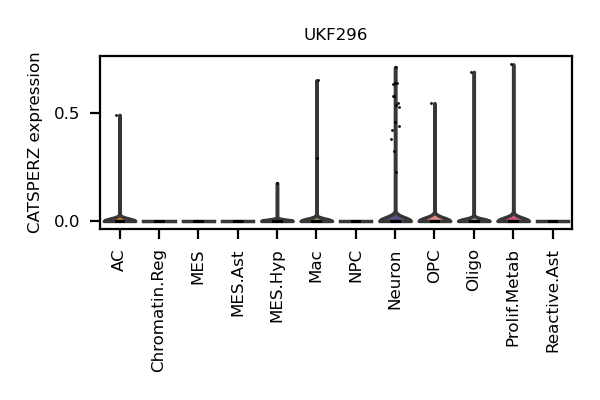 UKF296
CATSPERZ expression
0.5
0.0
AC
Chromatin.Reg
MES
MES.Ast
MES.Hyp
Mac
NPC
Neuron
OPC
Oligo
Prolif.Metab
Reactive.Ast